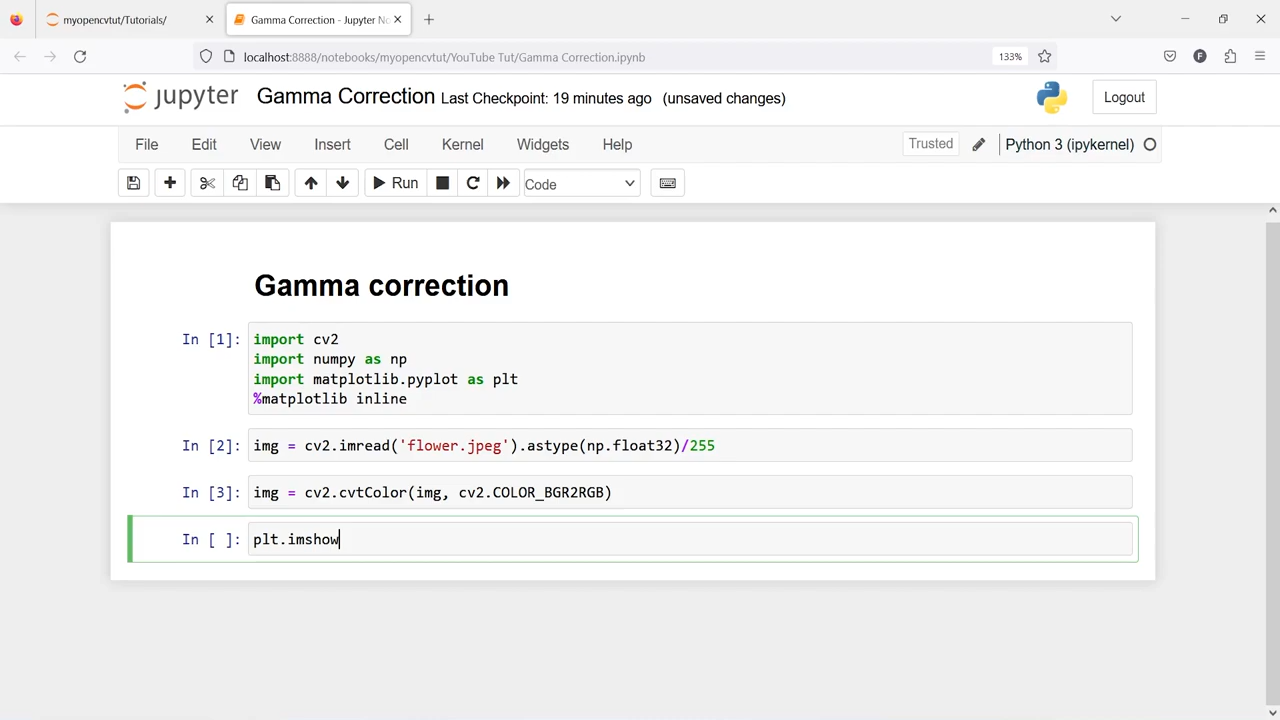 myopencvtut/Tutorials/
Gamma Correction - Jupyter No
localhost:8888/notebooks/myopencvtut/YouTube Tut/Gamma Correction.ipynb
133%
F
jupyter Gamma Correction Last Checkpoint: 19 minutes ago (unsaved changes)
Logout
File Edit View Insert Cell Kernel Widgets Help
Trusted
Python 3 (ipykernel)
Run
Code
Gamma correction
In [1]: import cv2
import numpy as np
import matplotlib.pyplot as plt
%matplotlib inline
In [2]: img = cv2.imread('flower.jpeg').astype(np.float32)/255
In [3]: img = cv2.cvtColor(img, cv2.COLOR_BGR2RGB)
In [ ]: plt.imshow